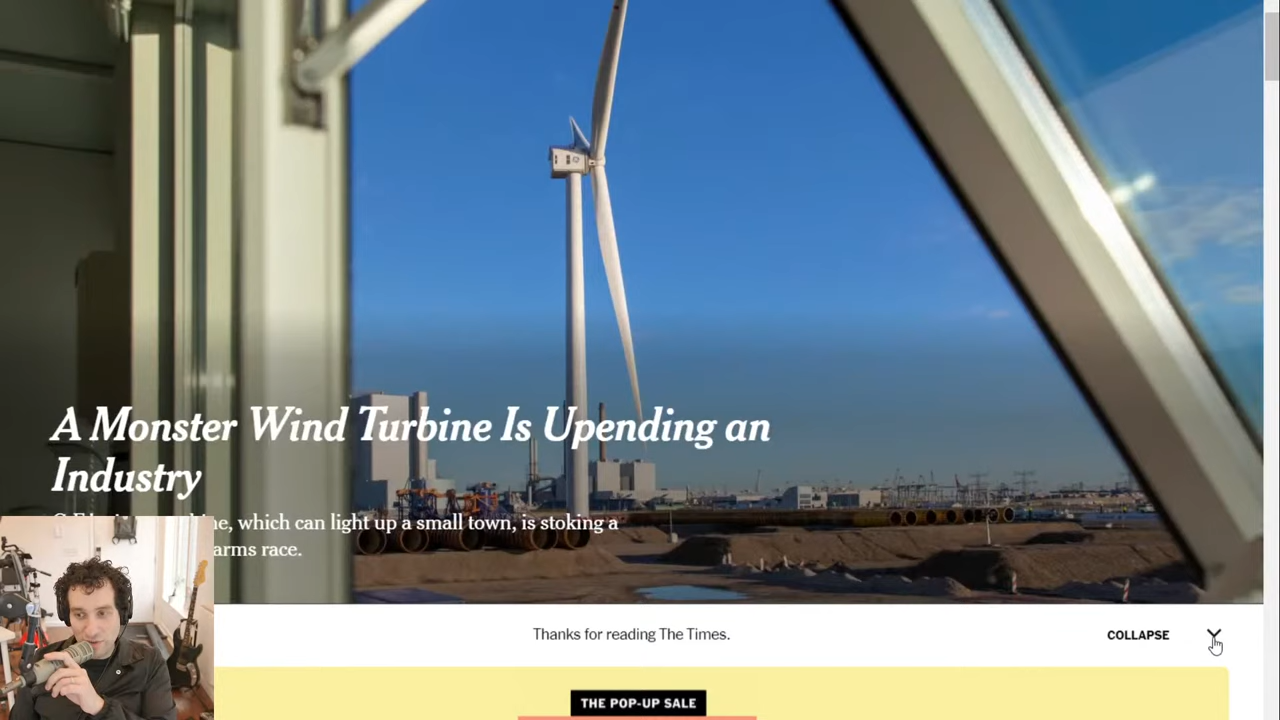 A Monster Wind Turbine Is Upending an
Industry
which can light up a small town, is stoking a
arms race.
Thanks for reading The Times.
COLLAPSE
THE POP-UP SALE